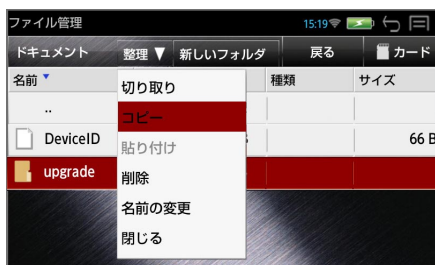 ファイル管理 15:19
ドキュメント 整理 ▼ 新しいフォルダ 戻る カード
名前 ▼ 種類 サイズ
..
DeviceID 66 B
upgrade
切り取り
コピー
貼り付け
削除
名前の変更
閉じる